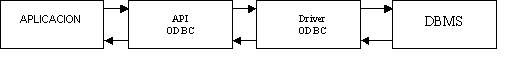 APLICACION
API
ODBC
Driver
ODBC
DBMS